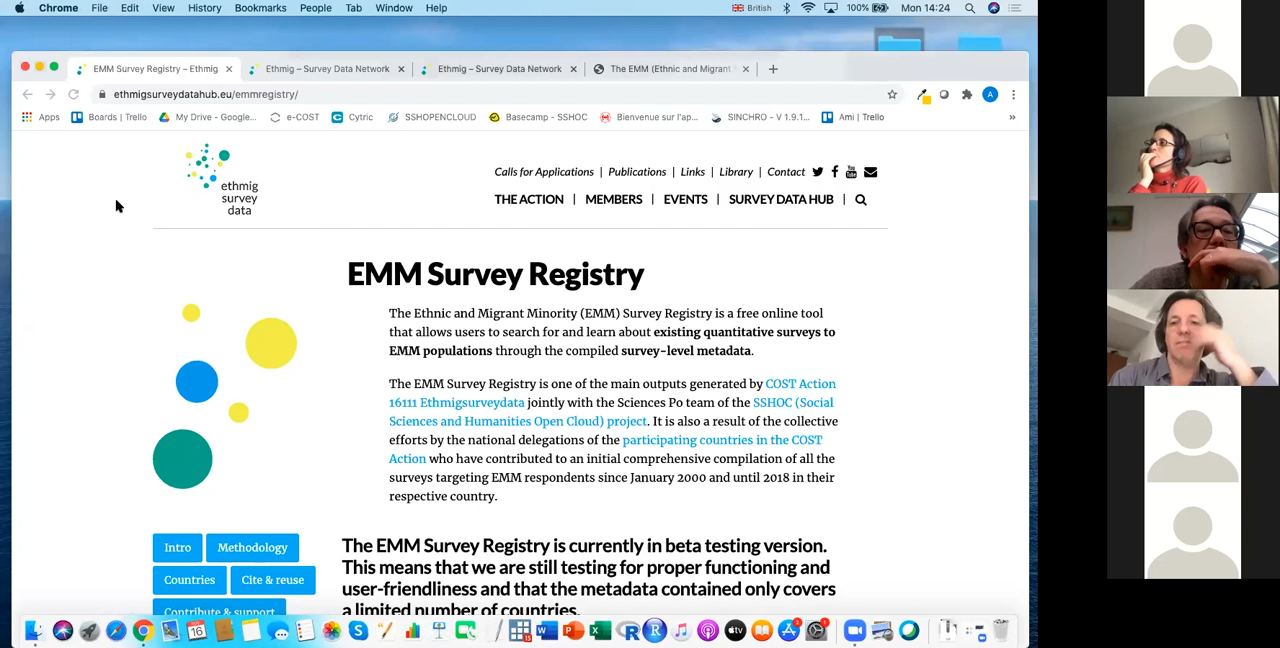 Chrome File Edit View History Bookmarks People Tab Window Help British 100% Mon 14:24
EMM Survey Registry – Ethmig Ethmig – Survey Data Network Ethmig – Survey Data Network The EMM (Ethnic and Migrant
ethmigsurveydatahub.eu/emmregistry/
Apps Boards | Trello My Drive - Google... e-COST Cytric SSHOPENCLOUD Basecamp - SSHOC Bienvenue sur l'ap... SINCHRO - V 1.9.1... Ami | Trello »
ethmig
survey
data
Calls for Applications | Publications | Links | Library | Contact
THE ACTION | MEMBERS | EVENTS | SURVEY DATA HUB |
EMM Survey Registry
The Ethnic and Migrant Minority (EMM) Survey Registry is a free online tool
that allows users to search for and learn about existing quantitative surveys to
EMM populations through the compiled survey-level metadata.
The EMM Survey Registry is one of the main outputs generated by COST Action
16111 Ethmigsurveydata jointly with the Sciences Po team of the SSHOC (Social
Sciences and Humanities Open Cloud) project. It is also a result of the collective
efforts by the national delegations of the participating countries in the COST
Action who have contributed to an initial comprehensive compilation of all the
surveys targeting EMM respondents since January 2000 and until 2018 in their
respective country.
Intro Methodology
Countries Cite & reuse
Contribute & support
The EMM Survey Registry is currently in beta testing version.
This means that we are still testing for proper functioning and
user-friendliness and that the metadata contained only covers
a limited number of countries.